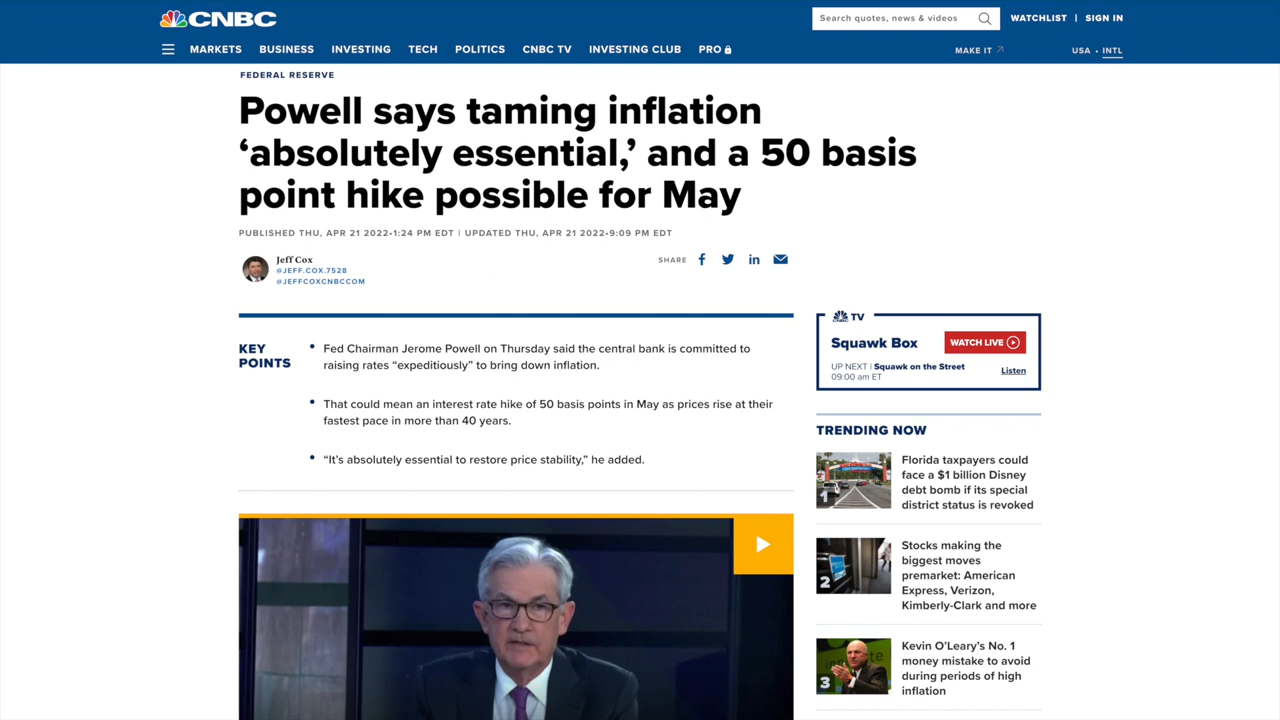 CNBC
Search quotes, news & videos
WATCHLIST | SIGN IN
MARKETS BUSINESS INVESTING TECH POLITICS CNBC TV INVESTING CLUB PRO
MAKE IT
USA • INTL
FEDERAL RESERVE
Powell says taming inflation
‘absolutely essential,’ and a 50 basis
point hike possible for May
PUBLISHED THU, APR 21 2022•1:24 PM EDT | UPDATED THU, APR 21 2022•9:09 PM EDT
Jeff Cox
@JEFF.COX.7528
@JEFFCOXCNBCCOM
SHARE
KEY
POINTS
• Fed Chairman Jerome Powell on Thursday said the central bank is committed to
raising rates “expeditiously” to bring down inflation.
• That could mean an interest rate hike of 50 basis points in May as prices rise at their
fastest pace in more than 40 years.
• “It’s absolutely essential to restore price stability,” he added.
CNBC TV
Squawk Box
WATCH LIVE
UP NEXT | Squawk on the Street
09:00 am ET
Listen
TRENDING NOW
1
Florida taxpayers could
face a $1 billion Disney
debt bomb if its special
district status is revoked
2
Stocks making the
biggest moves
premarket: American
Express, Verizon,
Kimberly-Clark and more
3
Kevin O’Leary’s No. 1
money mistake to avoid
during periods of high
inflation